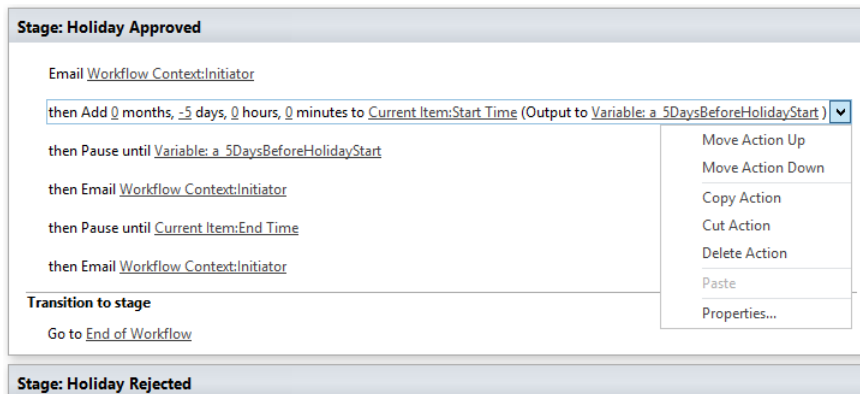 Stage: Holiday Approved
Email Workflow Context:Initiator
then Add 0 months, -5 days, 0 hours, 0 minutes to Current Item:Start Time (Output to Variable: a_5DaysBeforeHolidayStart )
Move Action Up
then Pause until Variable: a_5DaysBeforeHolidayStart
Move Action Down
then Email Workflow Context:Initiator
Copy Action
Cut Action
then Pause until Current Item:End Time
Delete Action
then Email Workflow Context:Initiator
Paste
Transition to stage
Properties...
Go to End of Workflow
Stage: Holiday Rejected